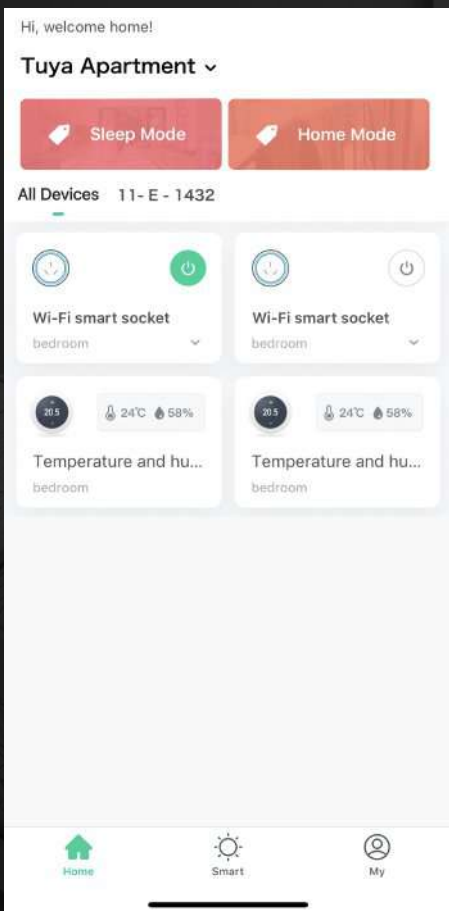 Hi, welcome home!
Tuya Apartment
Sleep Mode
Home Mode
All Devices 11- E - 1432
Wi-Fi smart socket
bedroom
Wi-Fi smart socket
bedroom
20.5
24℃ 58%
Temperature and hu...
bedroom
20.5
24℃ 58%
Temperature and hu...
bedroom
Home
Smart
My